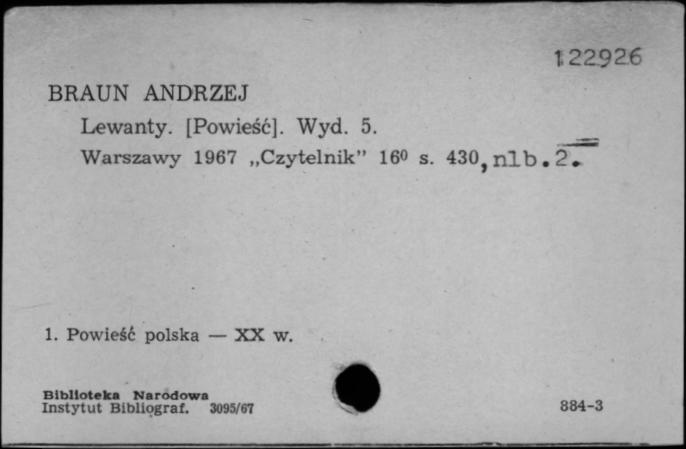 122926
BRAUN ANDRZEJ
Lewanty. [Powieść]. Wyd. 5.
Warszawy 1967 „Czytelnik” 16⁰ s. 430, nlb. 2.
1. Powieść polska — XX w.
Biblioteka Narodowa
Instytut Bibliograf. 3095/67
884-3